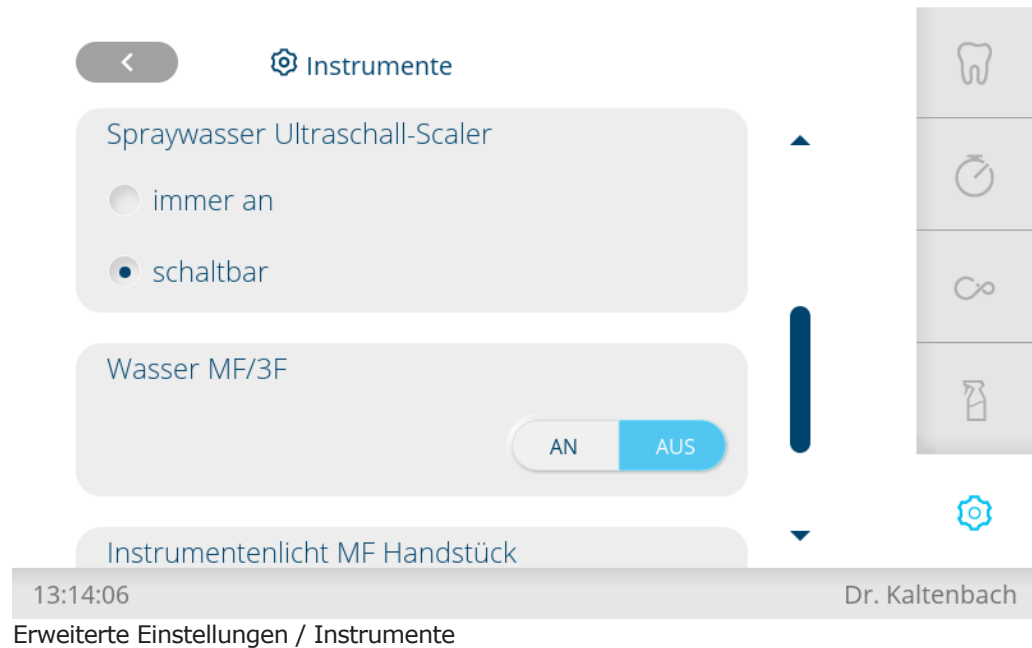 Instrumente
Spraywasser Ultraschall-Scaler
immer an
schaltbar
Wasser MF/3F
AN AUS
Instrumentenlicht MF Handstück
13:14:06 Dr. Kaltenbach
Erweiterte Einstellungen / Instrumente